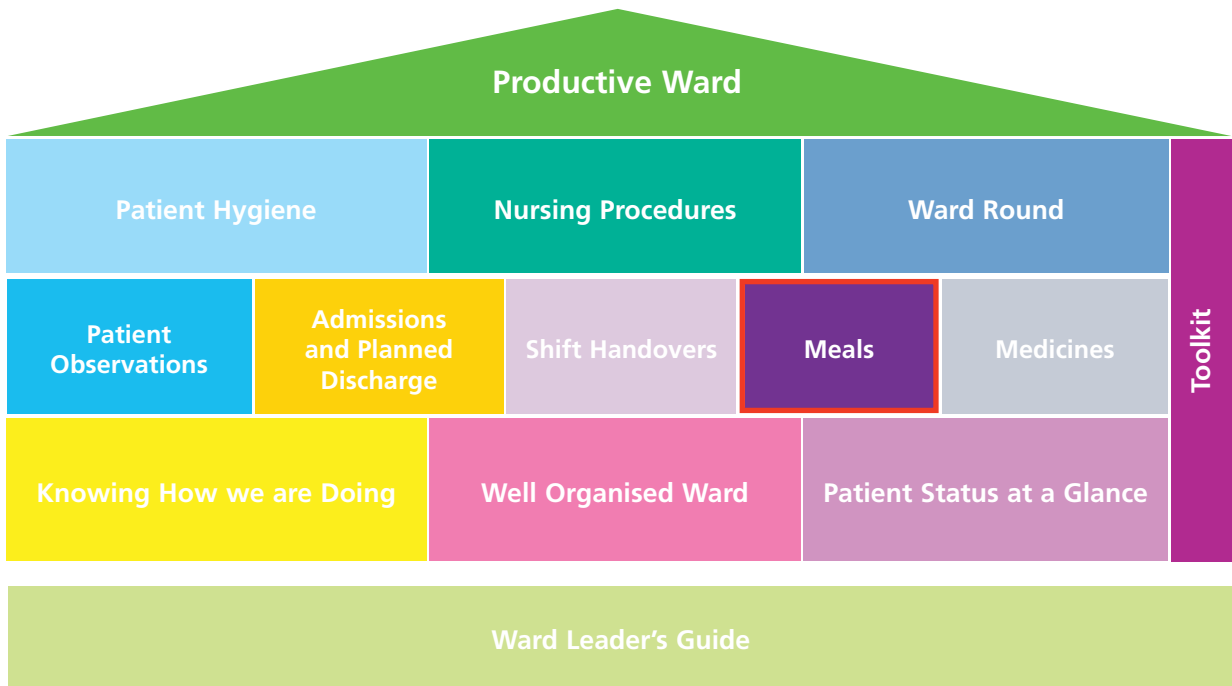 Productive Ward
Patient Hygiene
Nursing Procedures
Ward Round
Patient
Observations
Admissions
and Planned
Discharge
Shift Handovers
Meals
Medicines
Toolkit
Knowing How we are Doing
Well Organised Ward
Patient Status at a Glance
Ward Leader's Guide